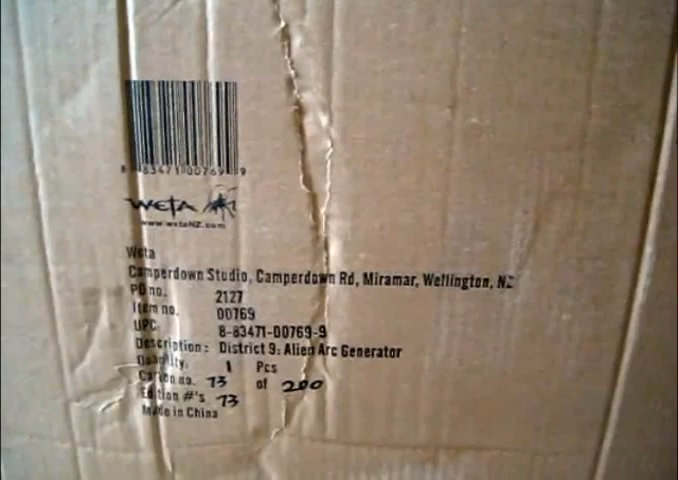 8 83471 00769 9
WETA
www.wetaNZ.com
Weta
Camperdown Studio, Camperdown Rd, Miramar, Wellington, NZ
PO no. 2127
Item no. 00769
UPC: 8-83471-00769-9
Description: District 9: Alien Arc Generator
Quantity. 1 Pcs
Carton no. 73 of 200
Edition #'s 73
Made in China